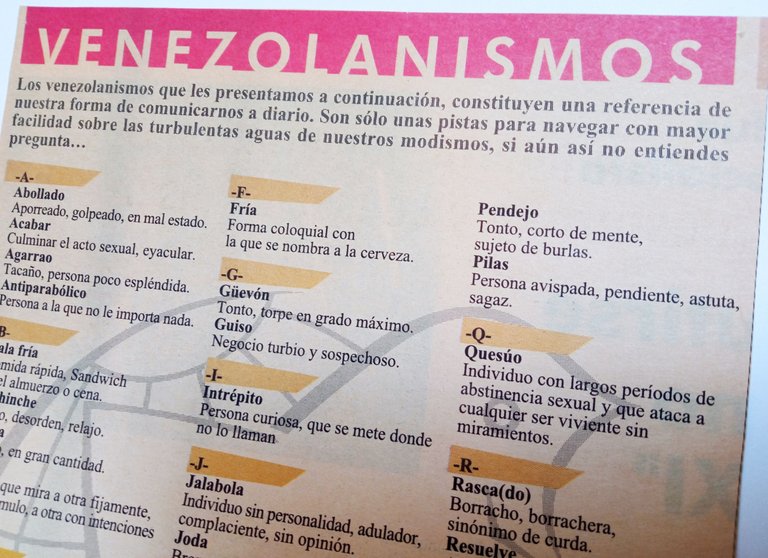 VENEZOLANISMOS
Los venezolanismos que les presentamos a continuación, constituyen una referencia de
nuestra forma de comunicarnos a diario. Son sólo unas pistas para navegar con mayor
facilidad sobre las turbulentas aguas de nuestros modismos, si aún así no entiendes
pregunta...
-A-
Abollado
Aporreado, golpeado, en mal estado.
Acabar
Culminar el acto sexual, eyacular.
Agarrao
Tacaño, persona poco espléndida.
Antiparabólico
Persona a la que no le importa nada.
B-
ala fría
mida rápida, Sandwich
el almuerzo o cena.
hinche
o, desorden, relajo.
a
, en gran cantidad.
que mira a otra fijamente,
mulo, a otra con intenciones
-F-
Fría
Forma coloquial con
la que se nombra a la cerveza.
-G-
Güevón
Tonto, torpe en grado máximo.
Guiso
Negocio turbio y sospechoso.
-I-
Intrépito
Persona curiosa, que se mete donde
no lo llaman
-J-
Jalabola
Individuo sin personalidad, adulador,
complaciente, sin opinión.
Joda
Pendejo
Tonto, corto de mente,
sujeto de burlas.
Pilas
Persona avispada, pendiente, astuta,
sagaz.
-Q-
Quesúo
Individuo con largos períodos de
abstinencia sexual y que ataca a
cualquier ser viviente sin
miramientos.
-R-
Rasca(do)
Borracho, borrachera,
sinónimo de curda.
Resuelve